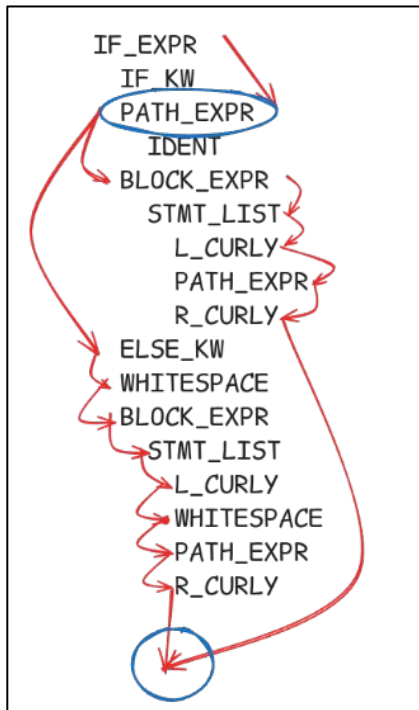 IF_EXPR
IF_KW
PATH_EXPR
IDENT
BLOCK_EXPR
STMT_LIST
L_CURLY
PATH_EXPR
R_CURLY
ELSE_KW
WHITESPACE
BLOCK_EXPR
STMT_LIST
L_CURLY
WHITESPACE
PATH_EXPR
R_CURLY